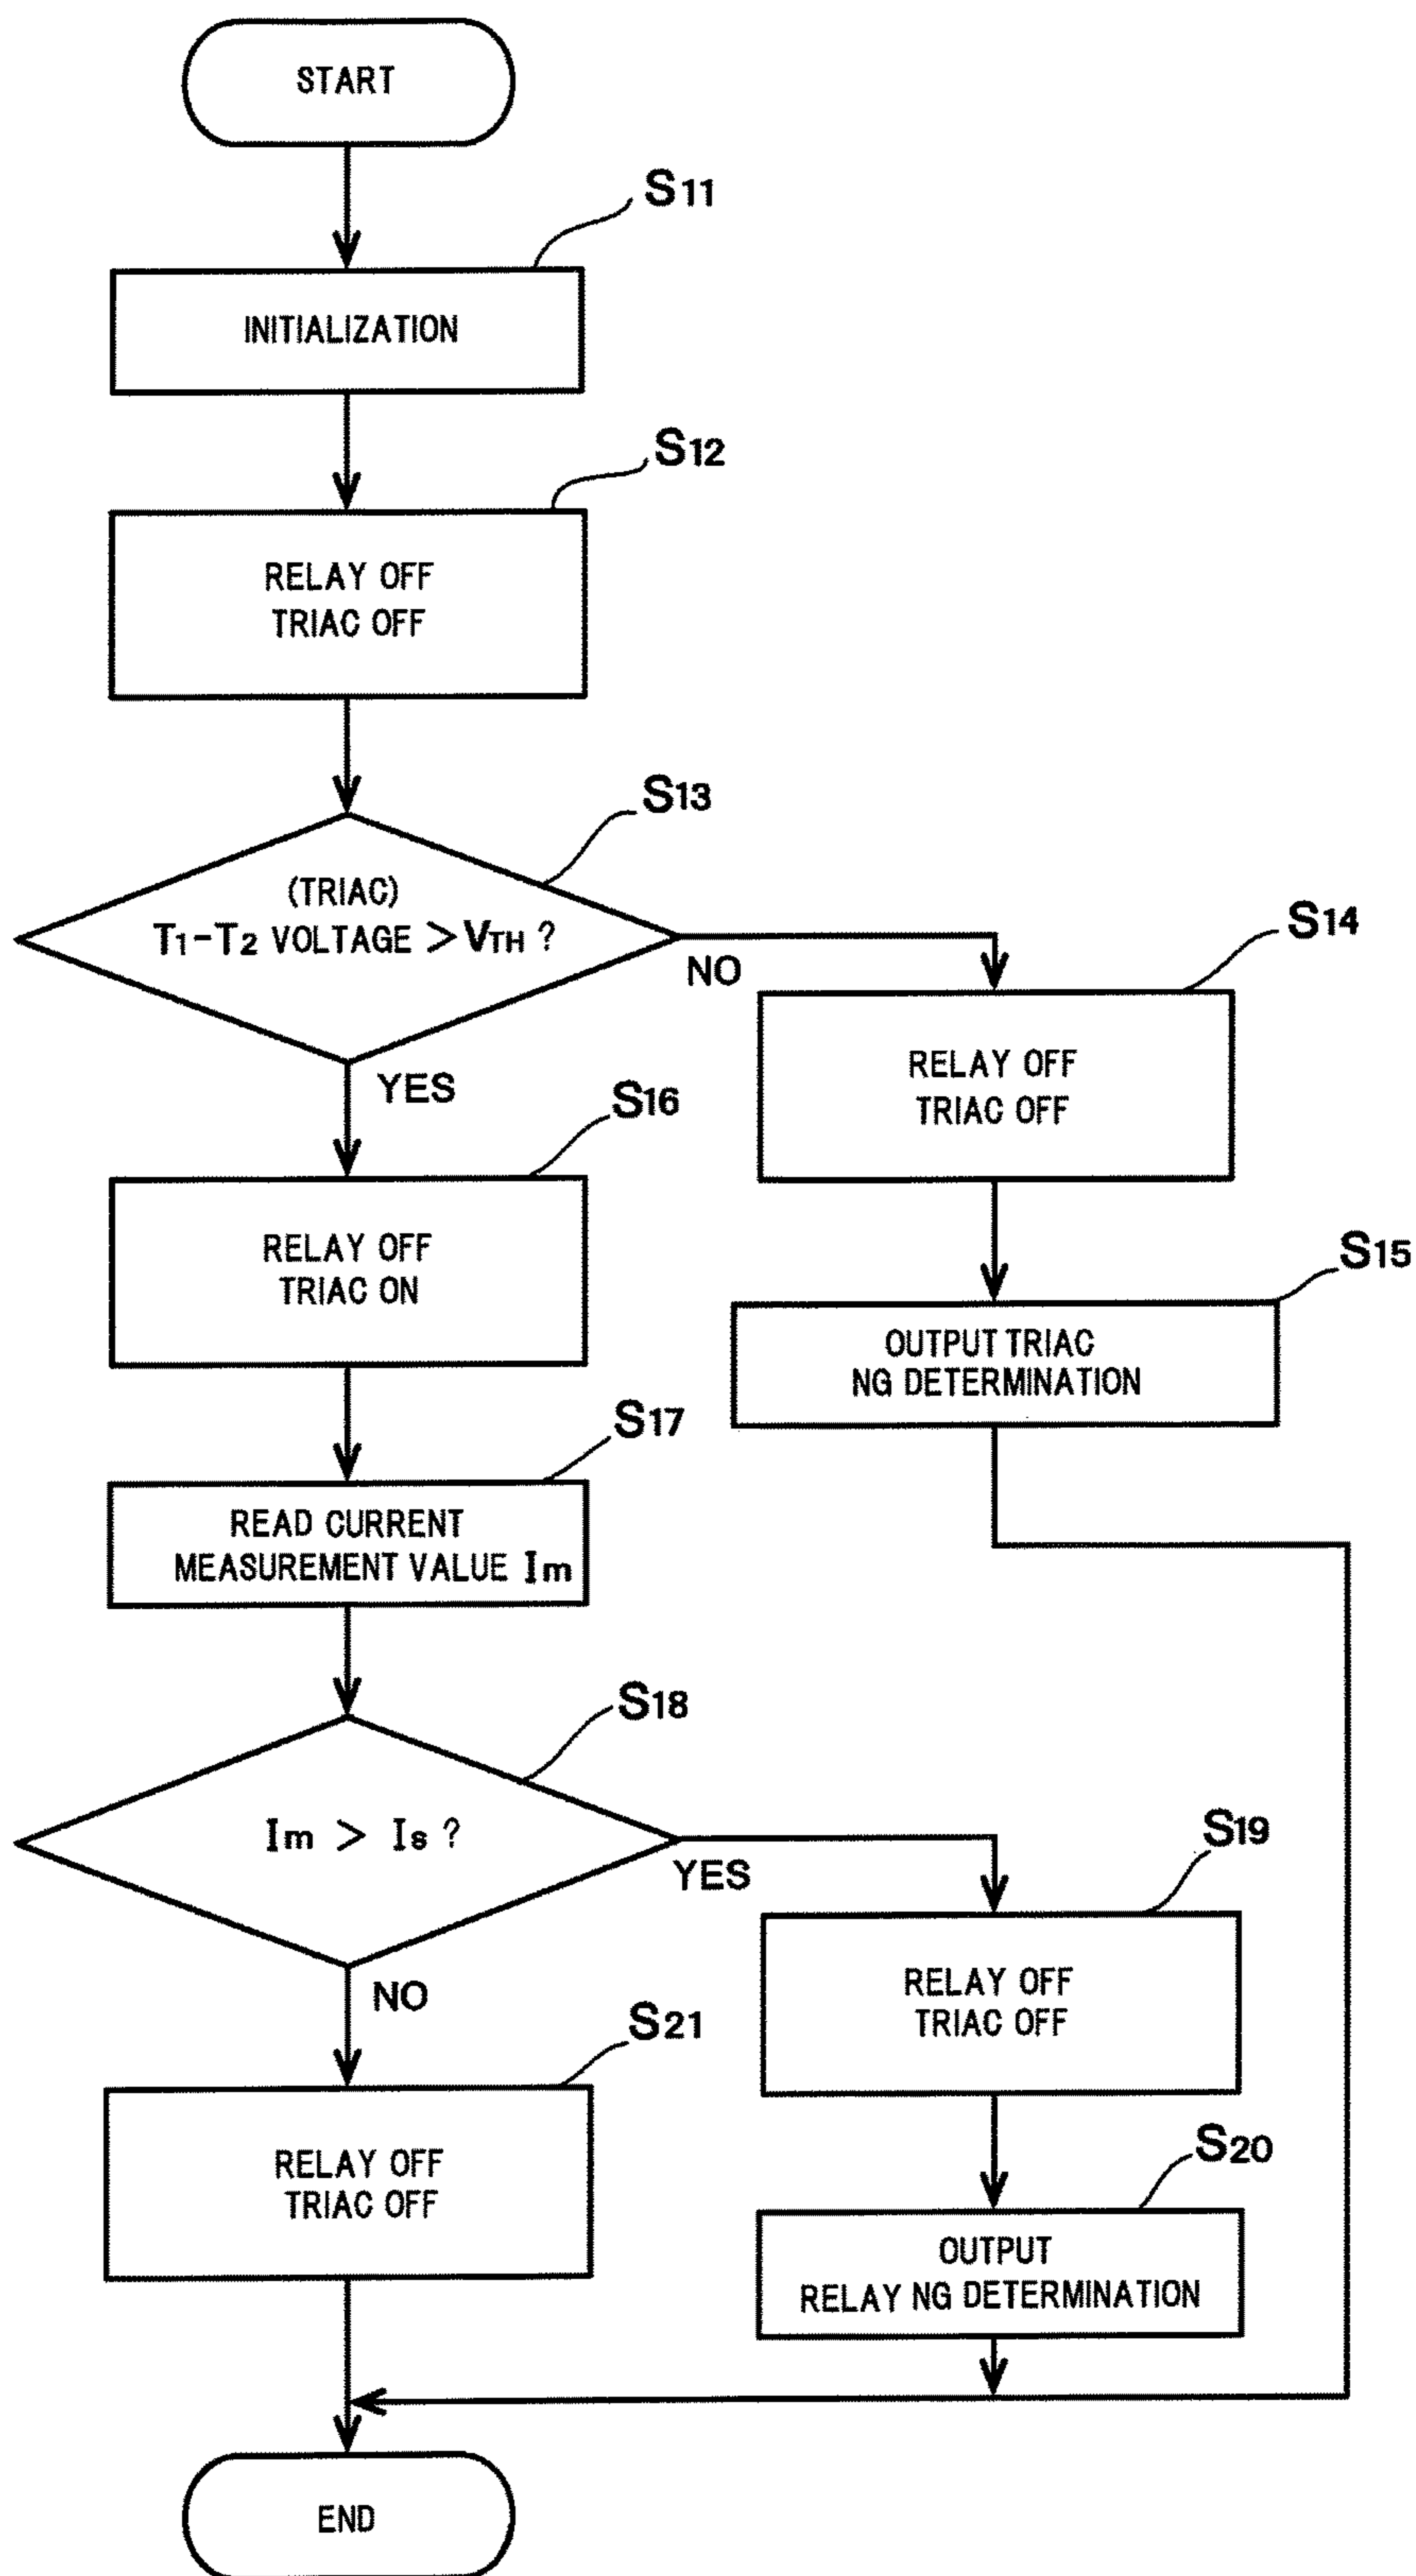 START
S11
INITIALIZATION
S12
RELAY OFF
TRIAC OFF
S13
(TRIAC)
T1-T2 VOLTAGE > VTH ?
NO
YES
S14
RELAY OFF
TRIAC OFF
S15
OUTPUT TRIAC
NG DETERMINATION
S16
RELAY OFF
TRIAC ON
S17
READ CURRENT
MEASUREMENT VALUE Im
S18
Im > Is ?
YES
NO
S19
RELAY OFF
TRIAC OFF
S20
OUTPUT
RELAY NG DETERMINATION
S21
RELAY OFF
TRIAC OFF
END